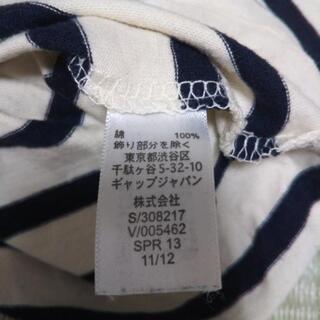 綿 100%
飾り部分を除く
東京都渋谷区
千駄ヶ谷5-32-10
ギャップジャパン
株式会社
S/308217
V/005462
SPR 13
11/12